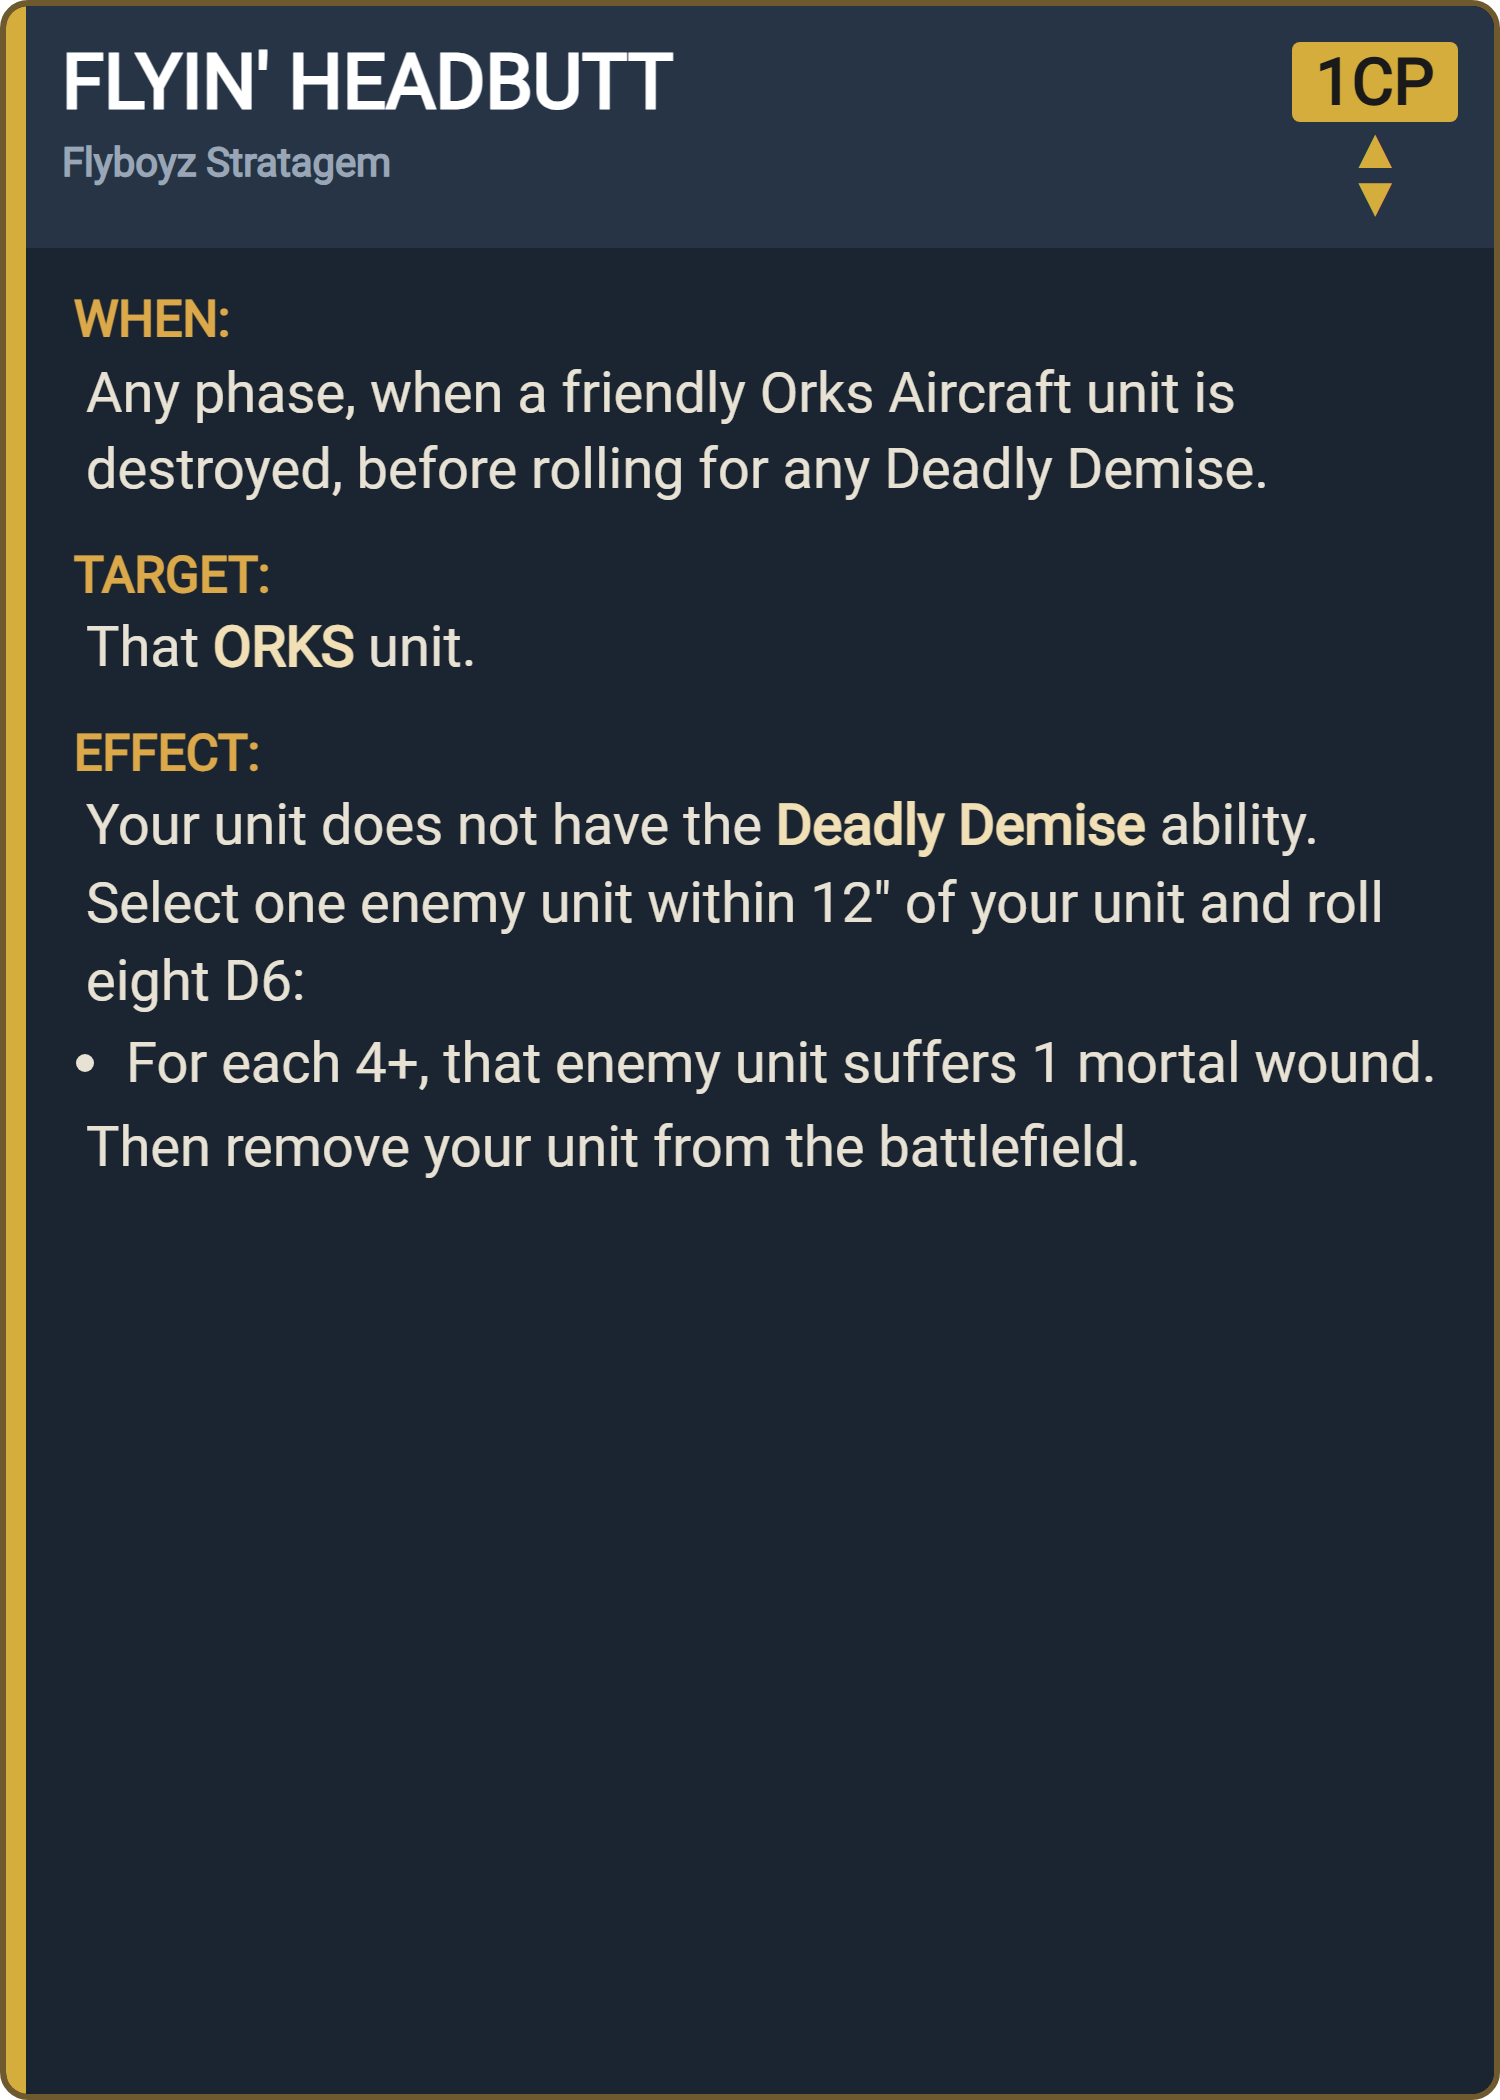 FLYIN' HEADBUTT
1CP
Flyboyz Stratagem
WHEN:
Any phase, when a friendly Orks Aircraft unit is
destroyed, before rolling for any Deadly Demise.
TARGET:
That ORKS unit.
EFFECT:
Your unit does not have the Deadly Demise ability.
Select one enemy unit within 12" of your unit and roll
eight D6:
• For each 4+, that enemy unit suffers 1 mortal wound.
Then remove your unit from the battlefield.